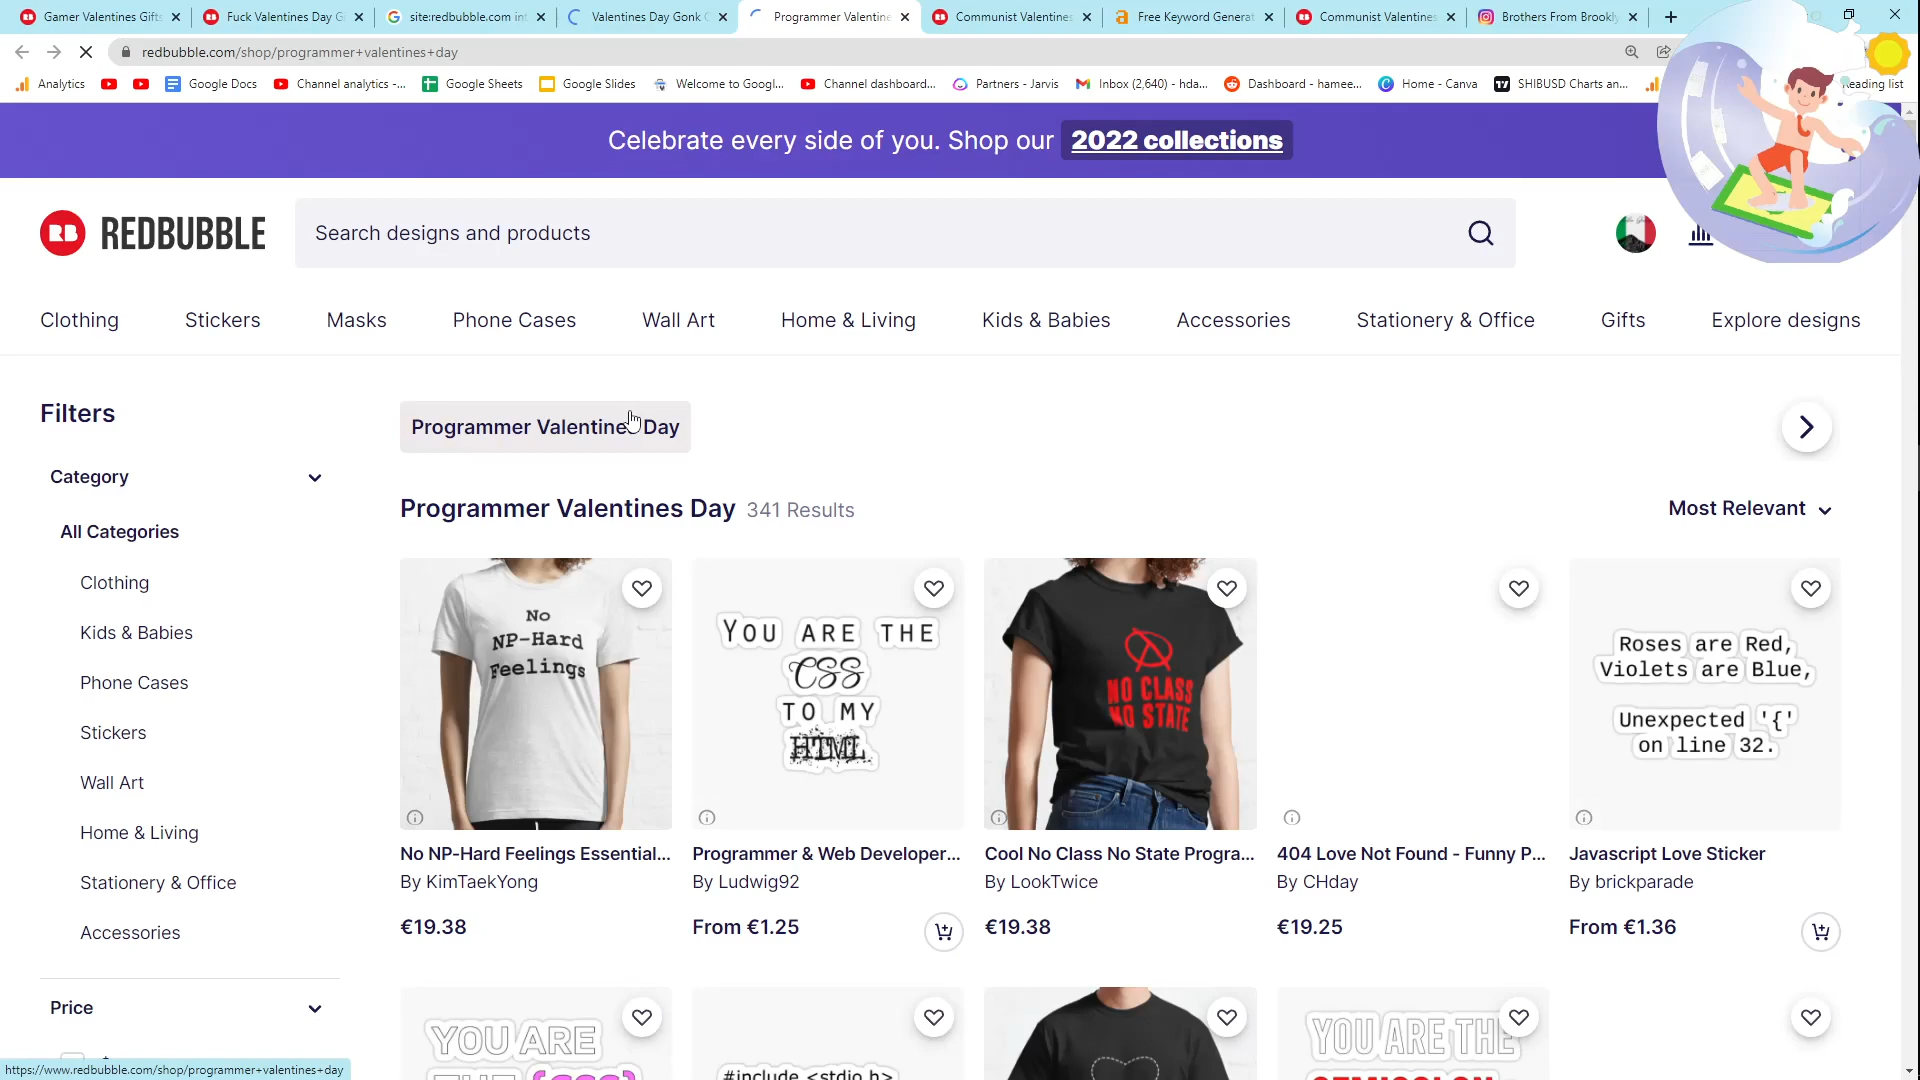 Gamer Valentines Gifts
Fuck Valentines Day G
site:redbubble.com int
Valentines Day Gonk
Programmer Valentine
Communist Valentines
Free Keyword Generat
Communist Valentines
Brothers From Brookly
redbubble.com/shop/programmer+valentines+day
Analytics
Google Docs
Channel analytics -...
Google Sheets
Google Slides
Welcome to Googl...
Channel dashboard...
Partners - Jarvis
Inbox (2,640) - hda...
Dashboard - hamee...
Home - Canva
SHIBUSD Charts an...
Reading list
Celebrate every side of you. Shop our 2022 collections
RB REDBUBBLE
Search designs and products
Clothing
Stickers
Masks
Phone Cases
Wall Art
Home & Living
Kids & Babies
Accessories
Stationery & Office
Gifts
Explore designs
Filters
Category
All Categories
Clothing
Kids & Babies
Phone Cases
Stickers
Wall Art
Home & Living
Stationery & Office
Accessories
Price
Programmer Valentines Day
Programmer Valentines Day 341 Results
Most Relevant
No
NP-Hard
Feelings
YOU ARE THE
CSS
TO MY
HTML
NO CLASS
NO STATE
Roses are Red,
Violets are Blue,
Unexpected '{'
on line 32.
No NP-Hard Feelings Essential...
By KimTaekYong
€19.38
Programmer & Web Developer...
By Ludwig92
From €1.25
Cool No Class No State Progra...
By LookTwice
€19.38
404 Love Not Found - Funny P...
By CHday
€19.25
Javascript Love Sticker
By brickparade
From €1.36
YOU ARE
THE {CSS}
#include <stdio.h>
YOU ARE THE
SEMICOLON
https://www.redbubble.com/shop/programmer+valentines+day